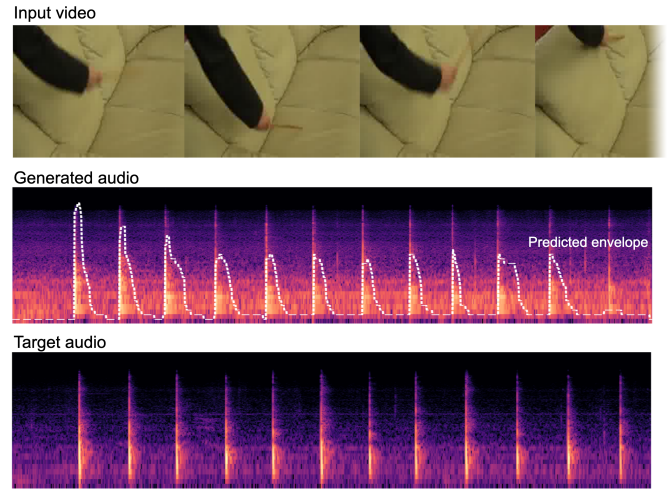 Input video
Generated audio
Predicted envelope
Target audio